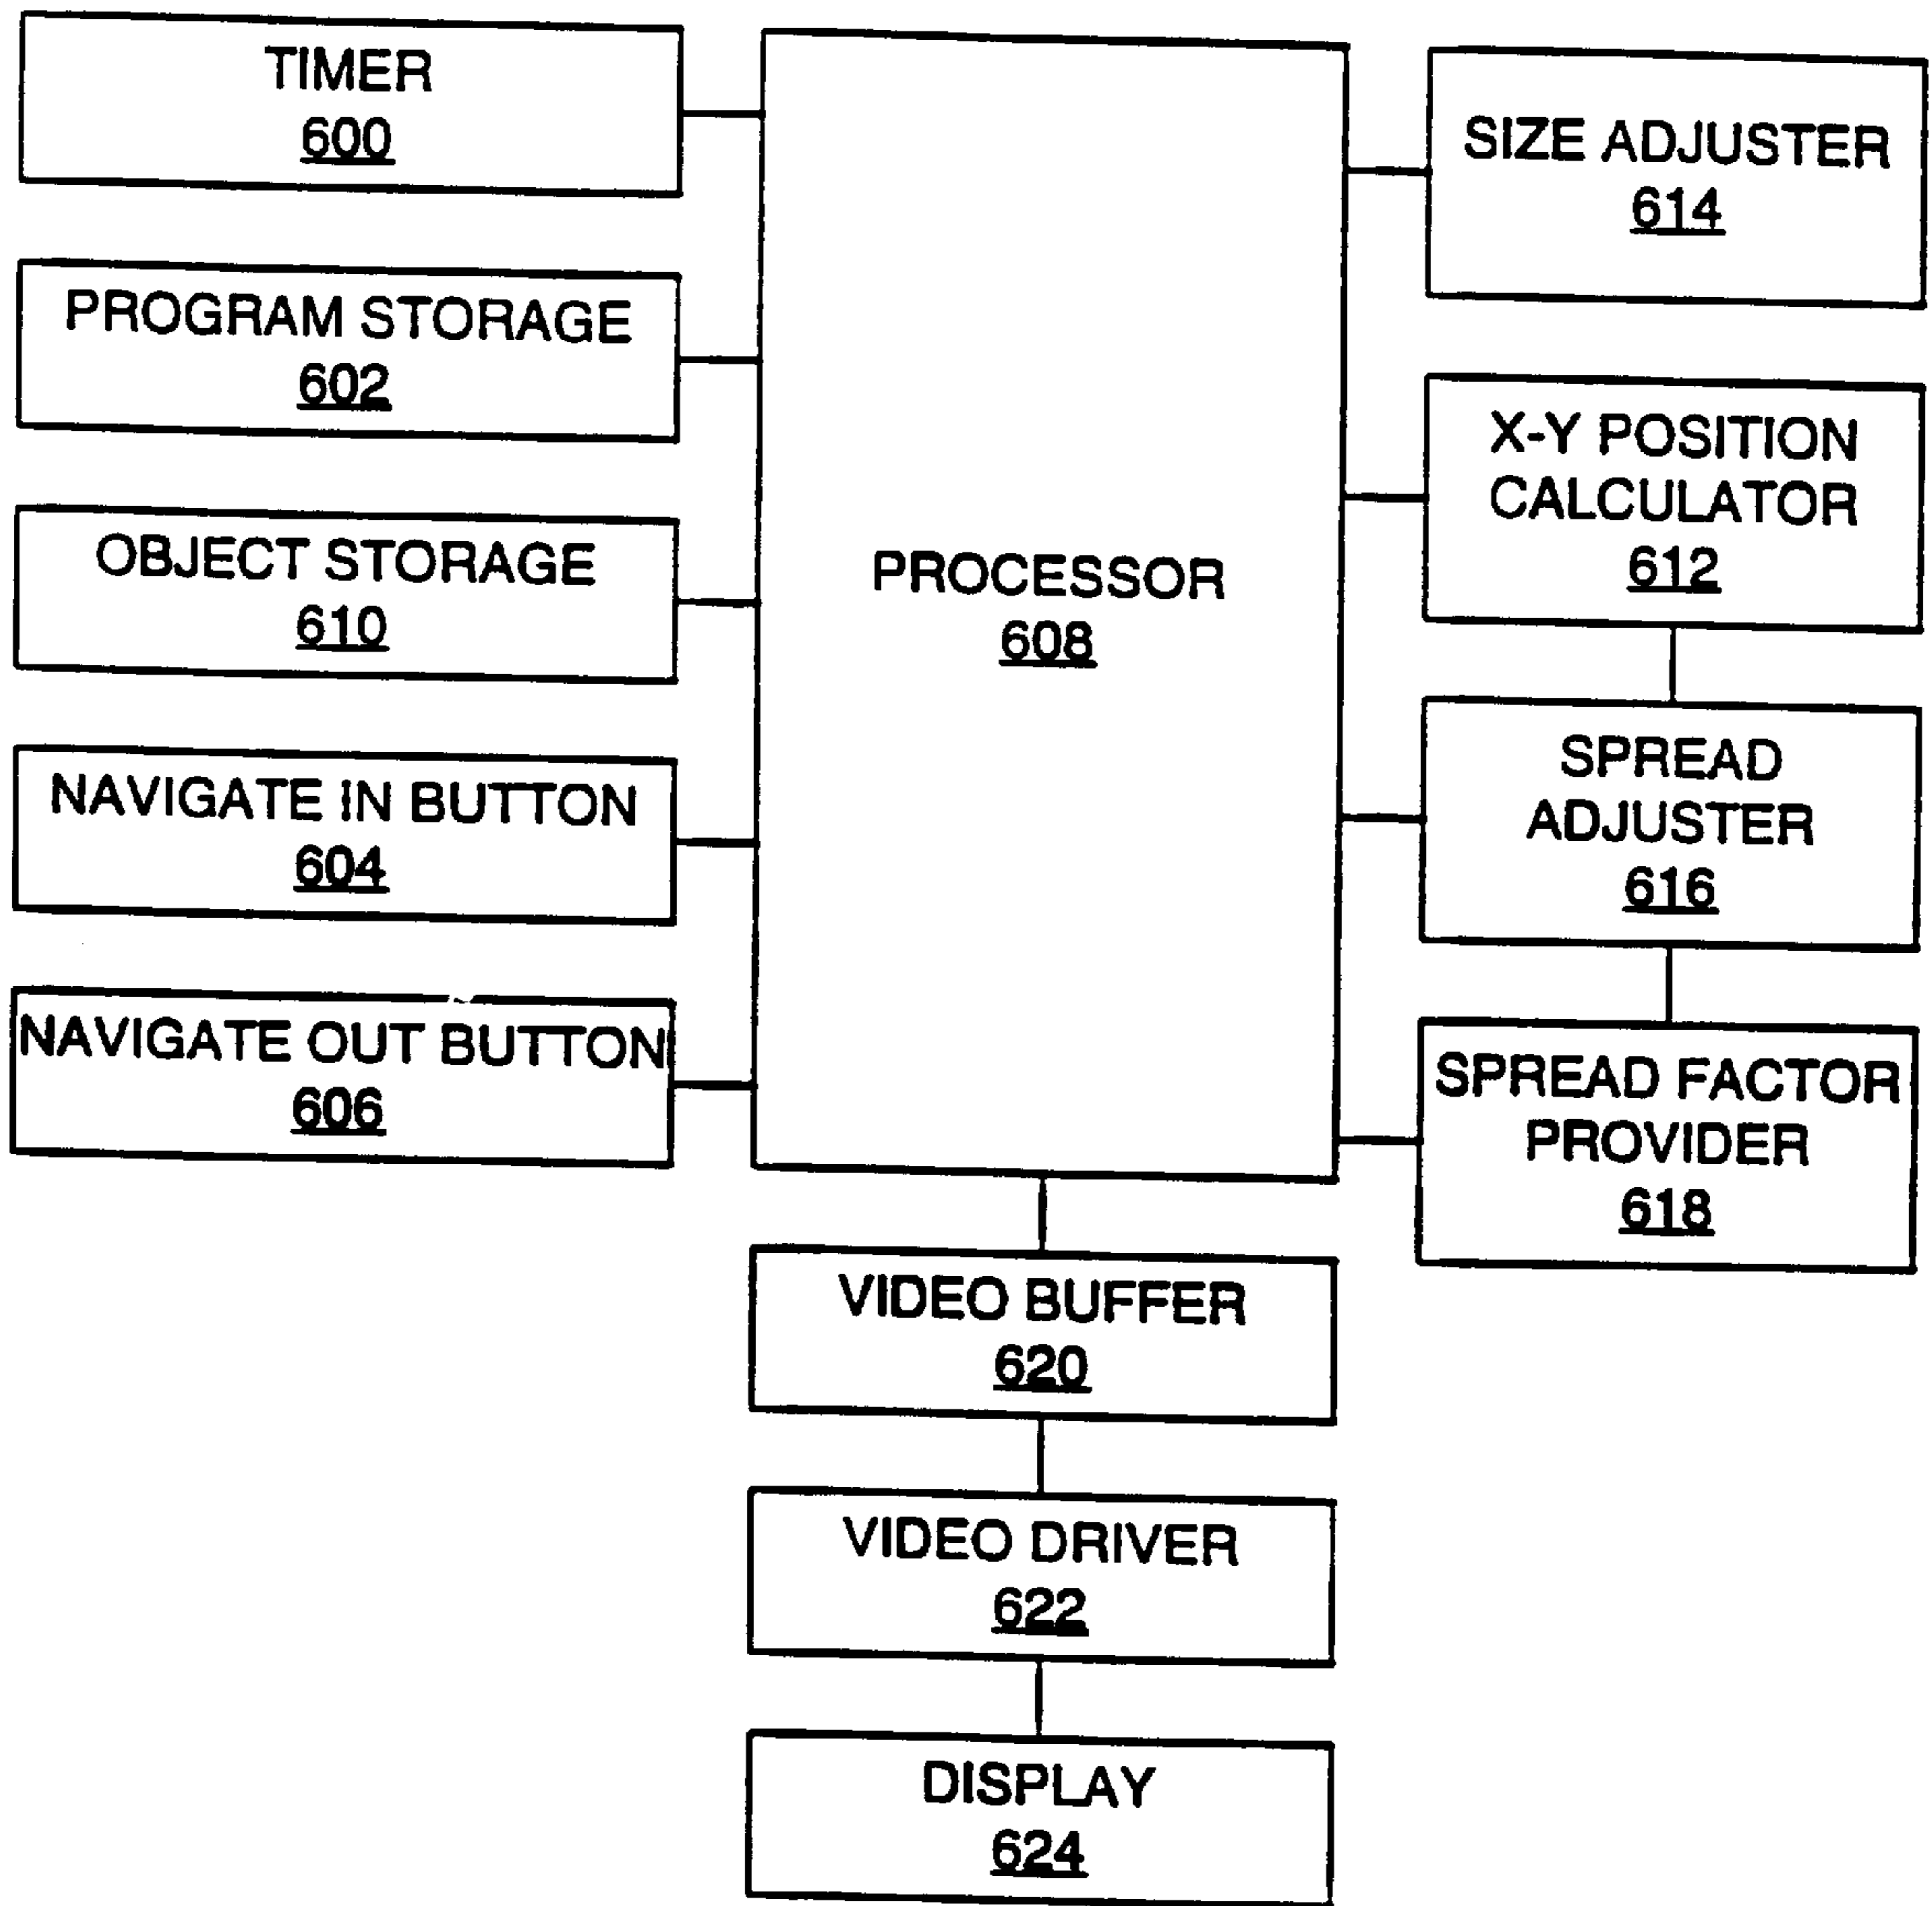 TIMER
600
PROGRAM STORAGE
602
OBJECT STORAGE
610
NAVIGATE IN BUTTON
604
NAVIGATE OUT BUTTON
606
PROCESSOR
608
SIZE ADJUSTER
614
X-Y POSITION
CALCULATOR
612
SPREAD
ADJUSTER
616
SPREAD FACTOR
PROVIDER
618
VIDEO BUFFER
620
VIDEO DRIVER
622
DISPLAY
624